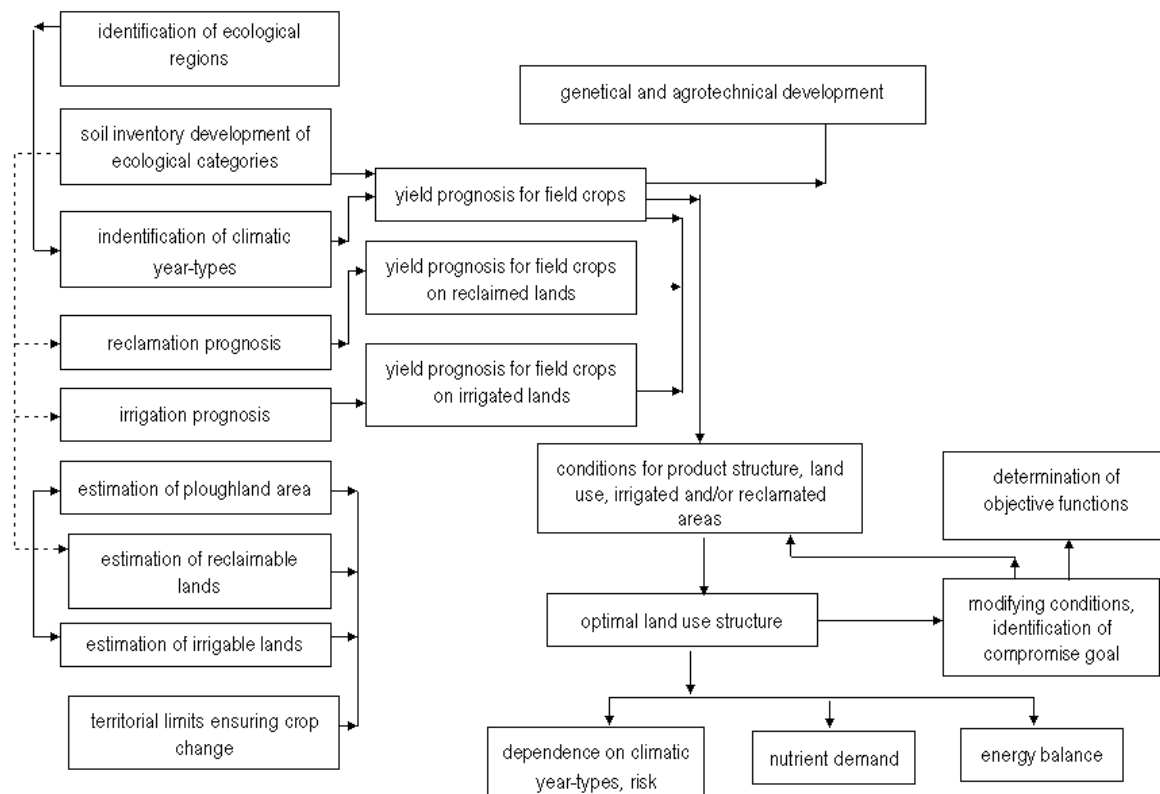 identification of ecological
regions
soil inventory development of
ecological categories
indentification of climatic
year-types
reclamation prognosis
irrigation prognosis
estimation of ploughland area
estimation of reclaimable
lands
estimation of irrigable lands
territorial limits ensuring crop
change
genetical and agrotechnical development
yield prognosis for field crops
yield prognosis for field crops
on reclaimed lands
yield prognosis for field crops
on irrigated lands
conditions for product structure, land
use, irrigated and/or reclamated
areas
determination of
objective functions
optimal land use structure
modifying conditions,
identification of
compromise goal
dependence on climatic
year-types, risk
nutrient demand
energy balance